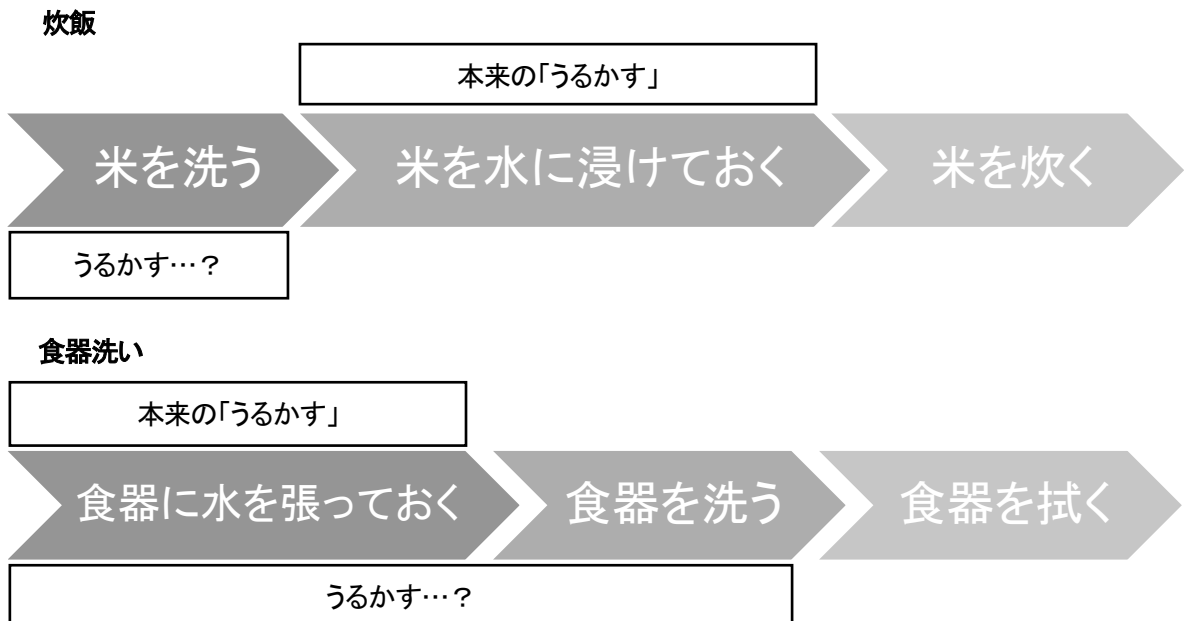 炊飯
本来の「うるかす」
米を洗う 米を水に浸けておく 米を炊く
うるかす…？
食器洗い
本来の「うるかす」
食器に水を張っておく 食器を洗う 食器を拭く
うるかす…？